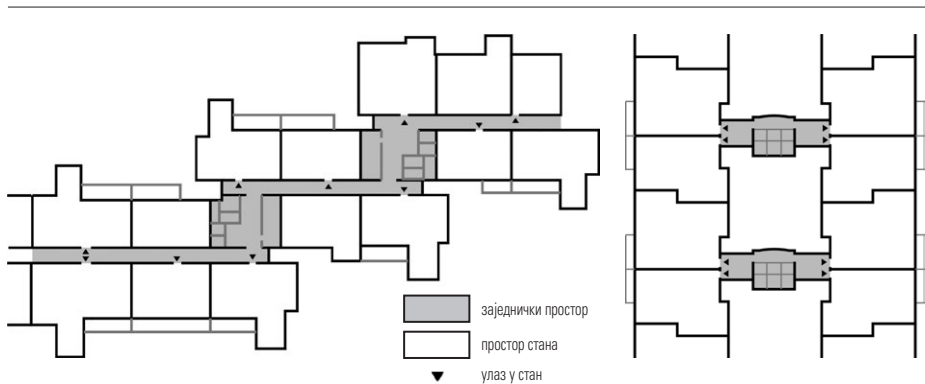 заједнички простор
простор стана
улаз у стан